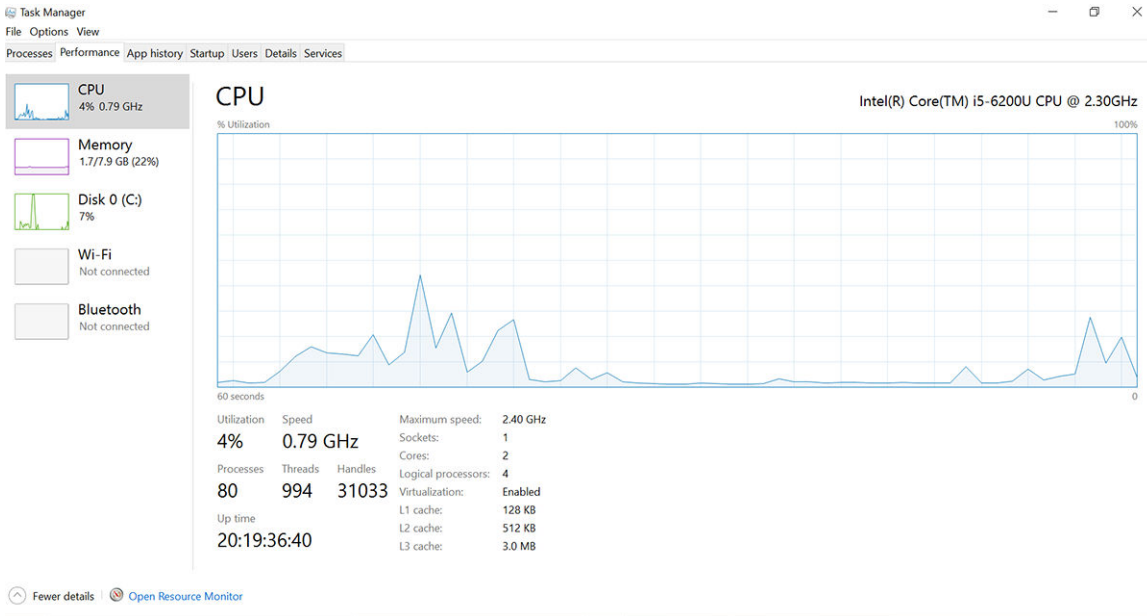 Task Manager
File Options View
Processes Performance App history Startup Users Details Services
CPU
4% 0.79 GHz
Memory
1.7/7.9 GB (22%)
Disk 0 (C:)
7%
Wi-Fi
Not connected
Bluetooth
Not connected
CPU
Intel(R) Core(TM) i5-6200U CPU @ 2.30GHz
% Utilization 100%
60 seconds 0
Utilization Speed
4% 0.79 GHz
Processes Threads Handles
80 994 31033
Up time
20:19:36:40
Maximum speed: 2.40 GHz
Sockets: 1
Cores: 2
Logical processors: 4
Virtualization: Enabled
L1 cache: 128 KB
L2 cache: 512 KB
L3 cache: 3.0 MB
Fewer details Open Resource Monitor